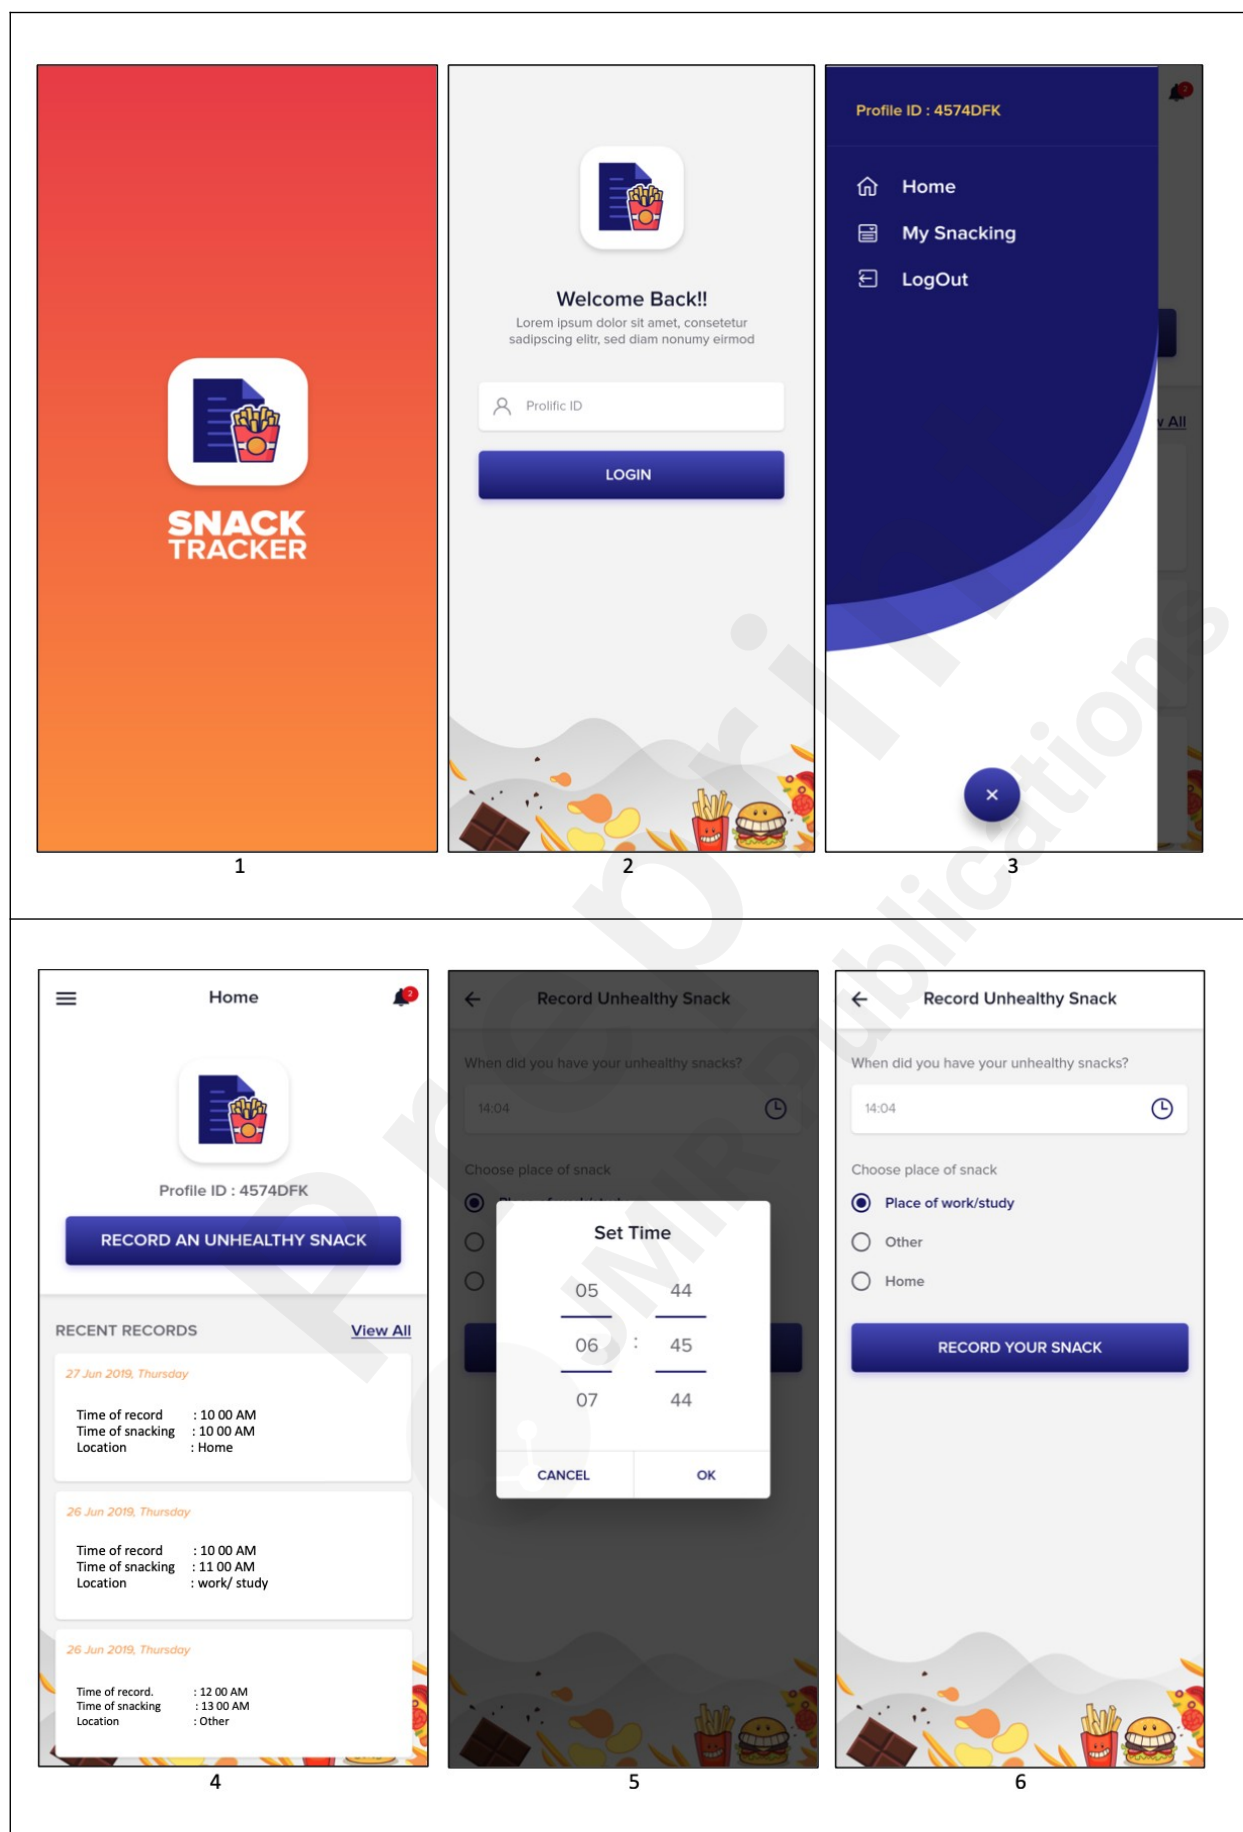 SNACK
TRACKER
1
Welcome Back!!
Lorem ipsum dolor sit amet, consetetur
sadipscing elitr, sed diam nonumy eirmod
Prolific ID
LOGIN
2
Profile ID : 4574DFK
2
Home
My Snacking
LogOut
w All
×
3
Home
2
Profile ID : 4574DFK
RECORD AN UNHEALTHY SNACK
RECENT RECORDS
View All
27 Jun 2019, Thursday
Time of record : 10 00 AM
Time of snacking : 10 00 AM
Location : Home
26 Jun 2019, Thursday
Time of record : 10 00 AM
Time of snacking : 11 00 AM
Location : work/ study
26 Jun 2019, Thursday
Time of record. : 12 00 AM
Time of snacking : 13 00 AM
Location : Other
4
Record Unhealthy Snack
When did you have your unhealthy snacks?
14:04
Choose place of snack
Set Time
05 44
06 : 45
07 44
CANCEL OK
5
Record Unhealthy Snack
When did you have your unhealthy snacks?
14:04
Choose place of snack
Place of work/study
Other
Home
RECORD YOUR SNACK
6
Preprint
JMIR Publications